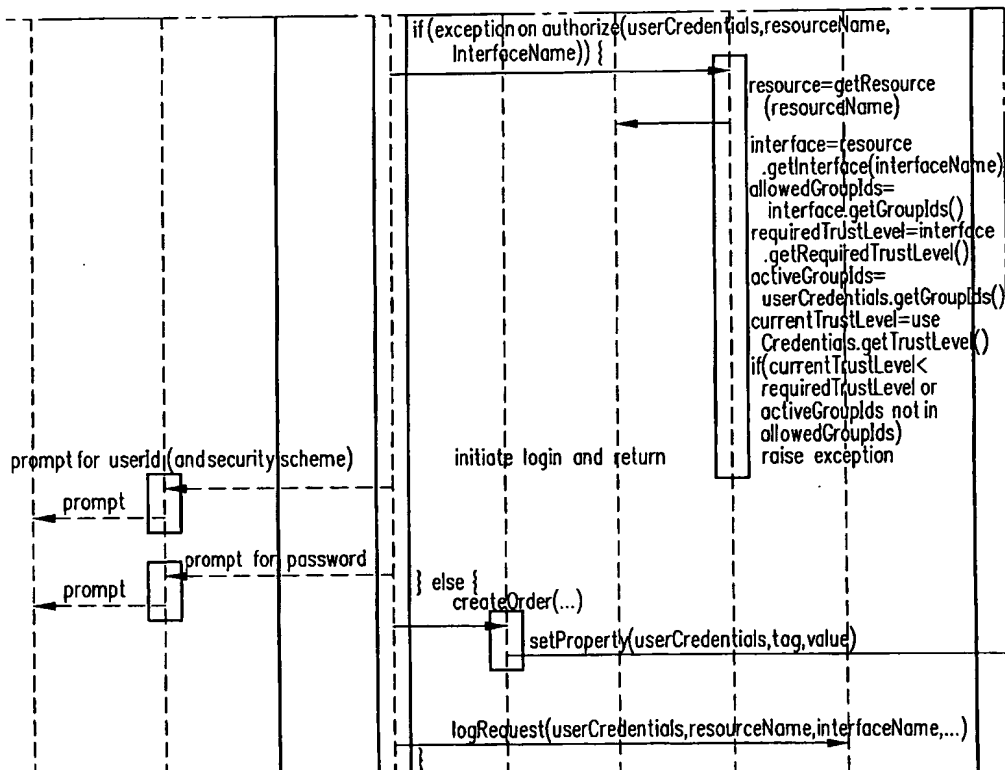 if (exception on authorize(userCredentials,resourceName,
InterfaceName)) {
resource=getResource
(resourceName)
interface=resource
.getInterface(interfaceName)
allowedGroupIds=
interface.getGroupIds()
requiredTrustLevel=interface
.getRequiredTrustLevel()
activeGroupIds=
userCredentials.getGroupIds()
currentTrustLevel=use
Credentials.getTrustLevel()
if(currentTrustLevel<
requiredTrustLevel or
activeGroupIds not in
allowedGroupIds)
raise exception
prompt for userId (and security scheme)
initiate login and return
prompt
prompt for password
prompt
} else {
createOrder(...)
setProperty(userCredentials,tag,value)
logRequest(userCredentials,resourceName,interfaceName,...)
}